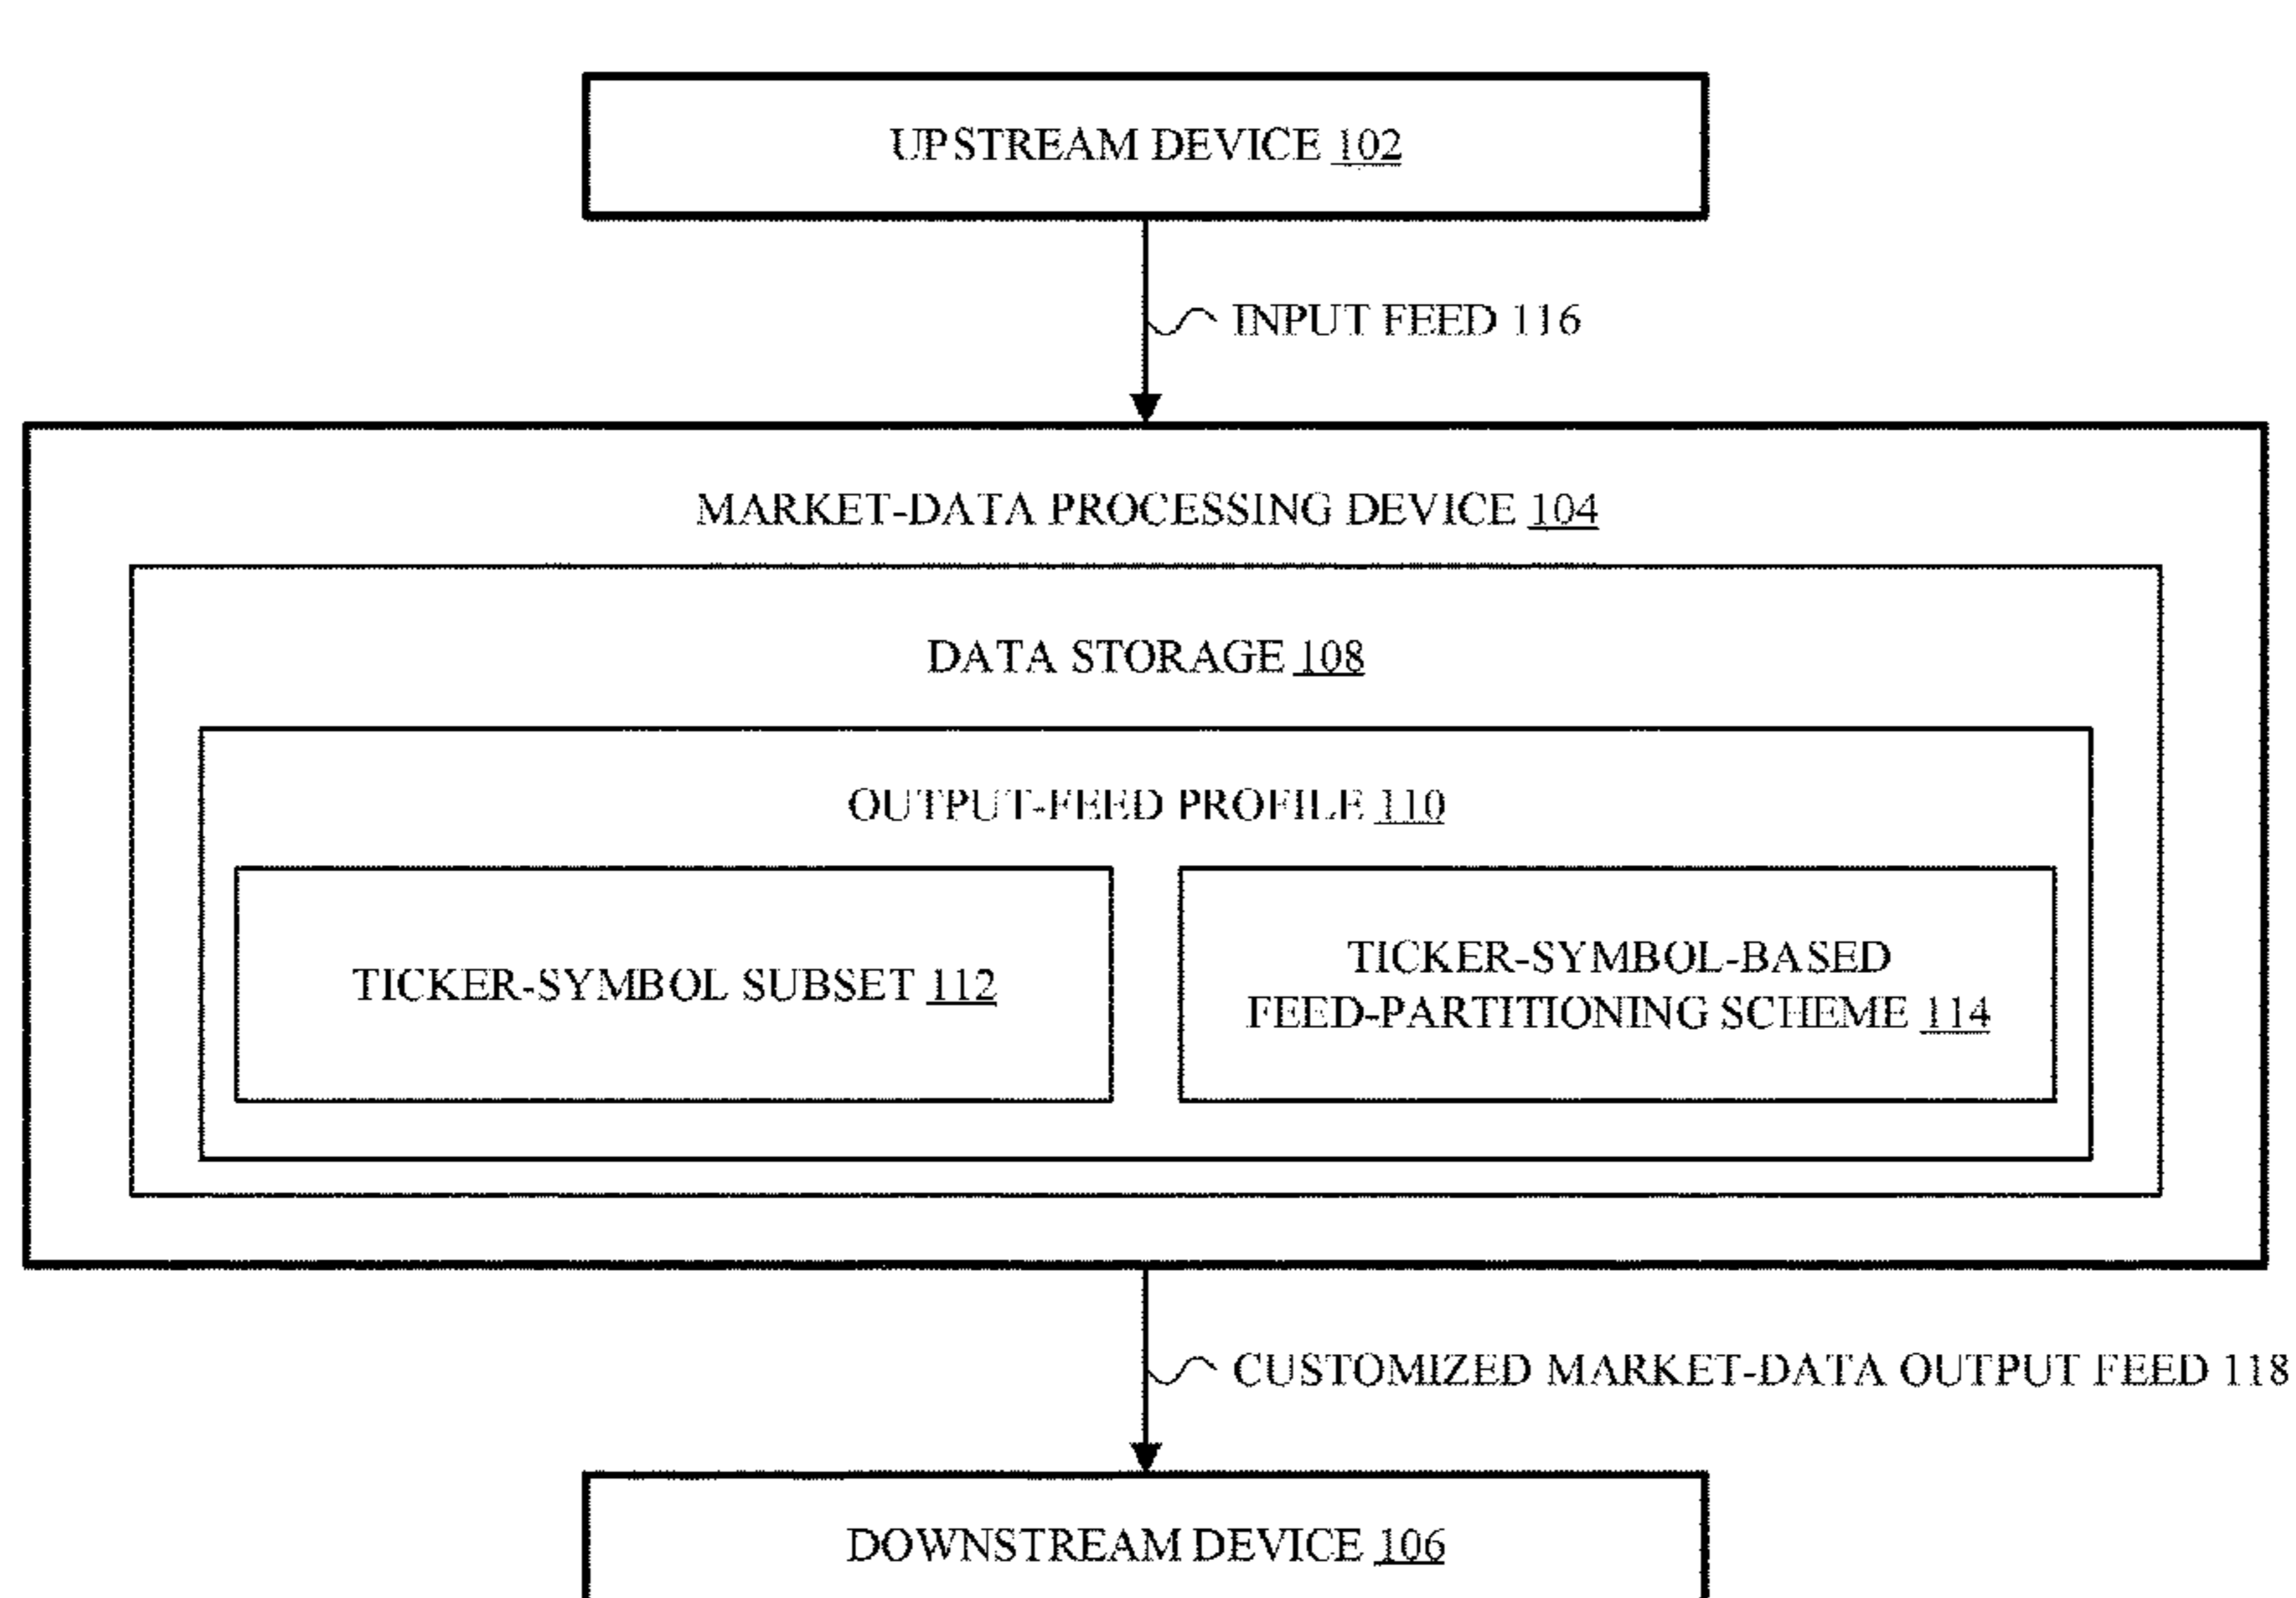 UPSTREAM DEVICE 102
INPUT FEED 116
MARKET-DATA PROCESSING DEVICE 104
DATA STORAGE 108
OUTPUT-FEED PROFILE 110
TICKER-SYMBOL SUBSET 112
TICKER-SYMBOL-BASED
FEED-PARTITIONING SCHEME 114
CUSTOMIZED MARKET-DATA OUTPUT FEED 118
DOWNSTREAM DEVICE 106